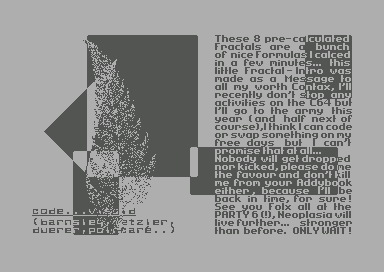 These 8 pre-calculated
Fractals are a bunch
of nice Formulas I calced
in a few minutes... this
little Fractal-Intro was
made as a Message to
all my worth Contax, I'll
recently don't stop any
activities on the C64 but
I'll go to the army this
year (and half next of
course), I think I can code
or swap something on my
free days but I can't
promise that at all...
Nobody will get dropped
nor kicked, please do me
the favour and don't kill
me from your Addybook
either, because I'll be
back in time, for sure!
See you Folx all at the
PARTY 6 (!), Neoplasia will
live further... stronger
than before. ONLY WAIT!
code...
(barnsley, etzler,
duerer, poincaré..)